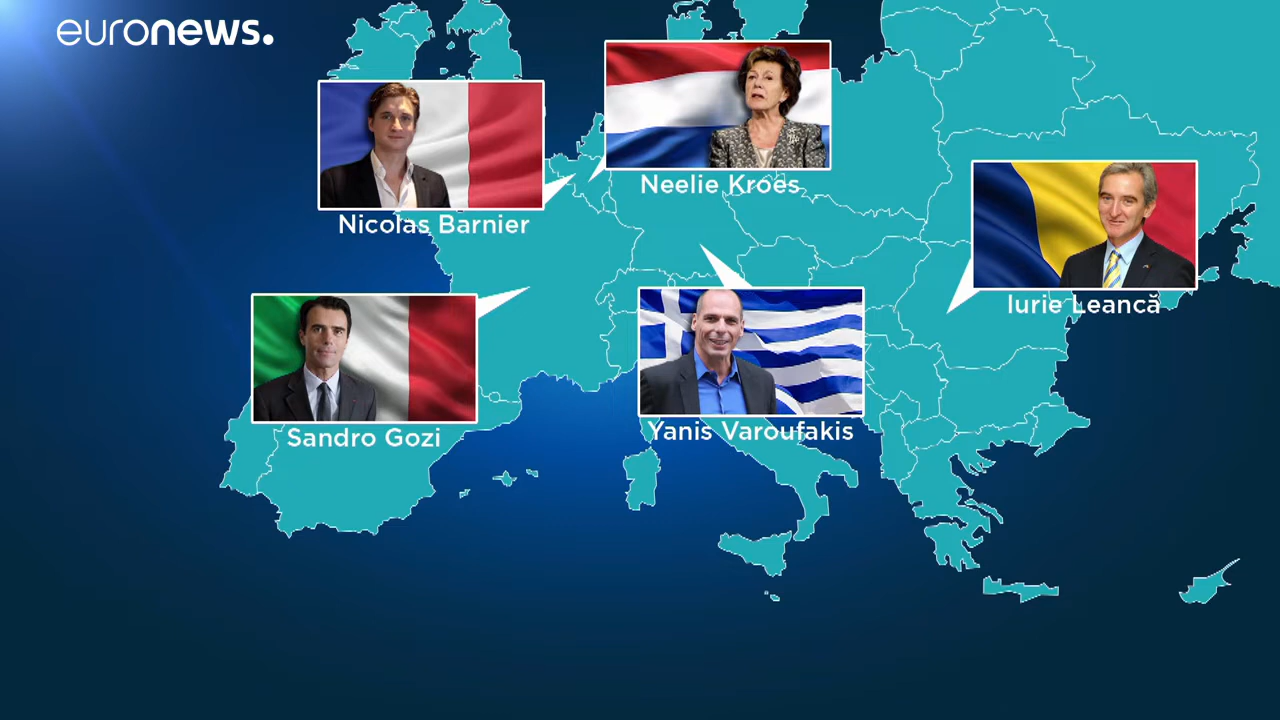 euronews.
Neelie Kroes
Nicolas Barnier
Iurie Leancă
Sandro Gozi
Yanis Varoufakis